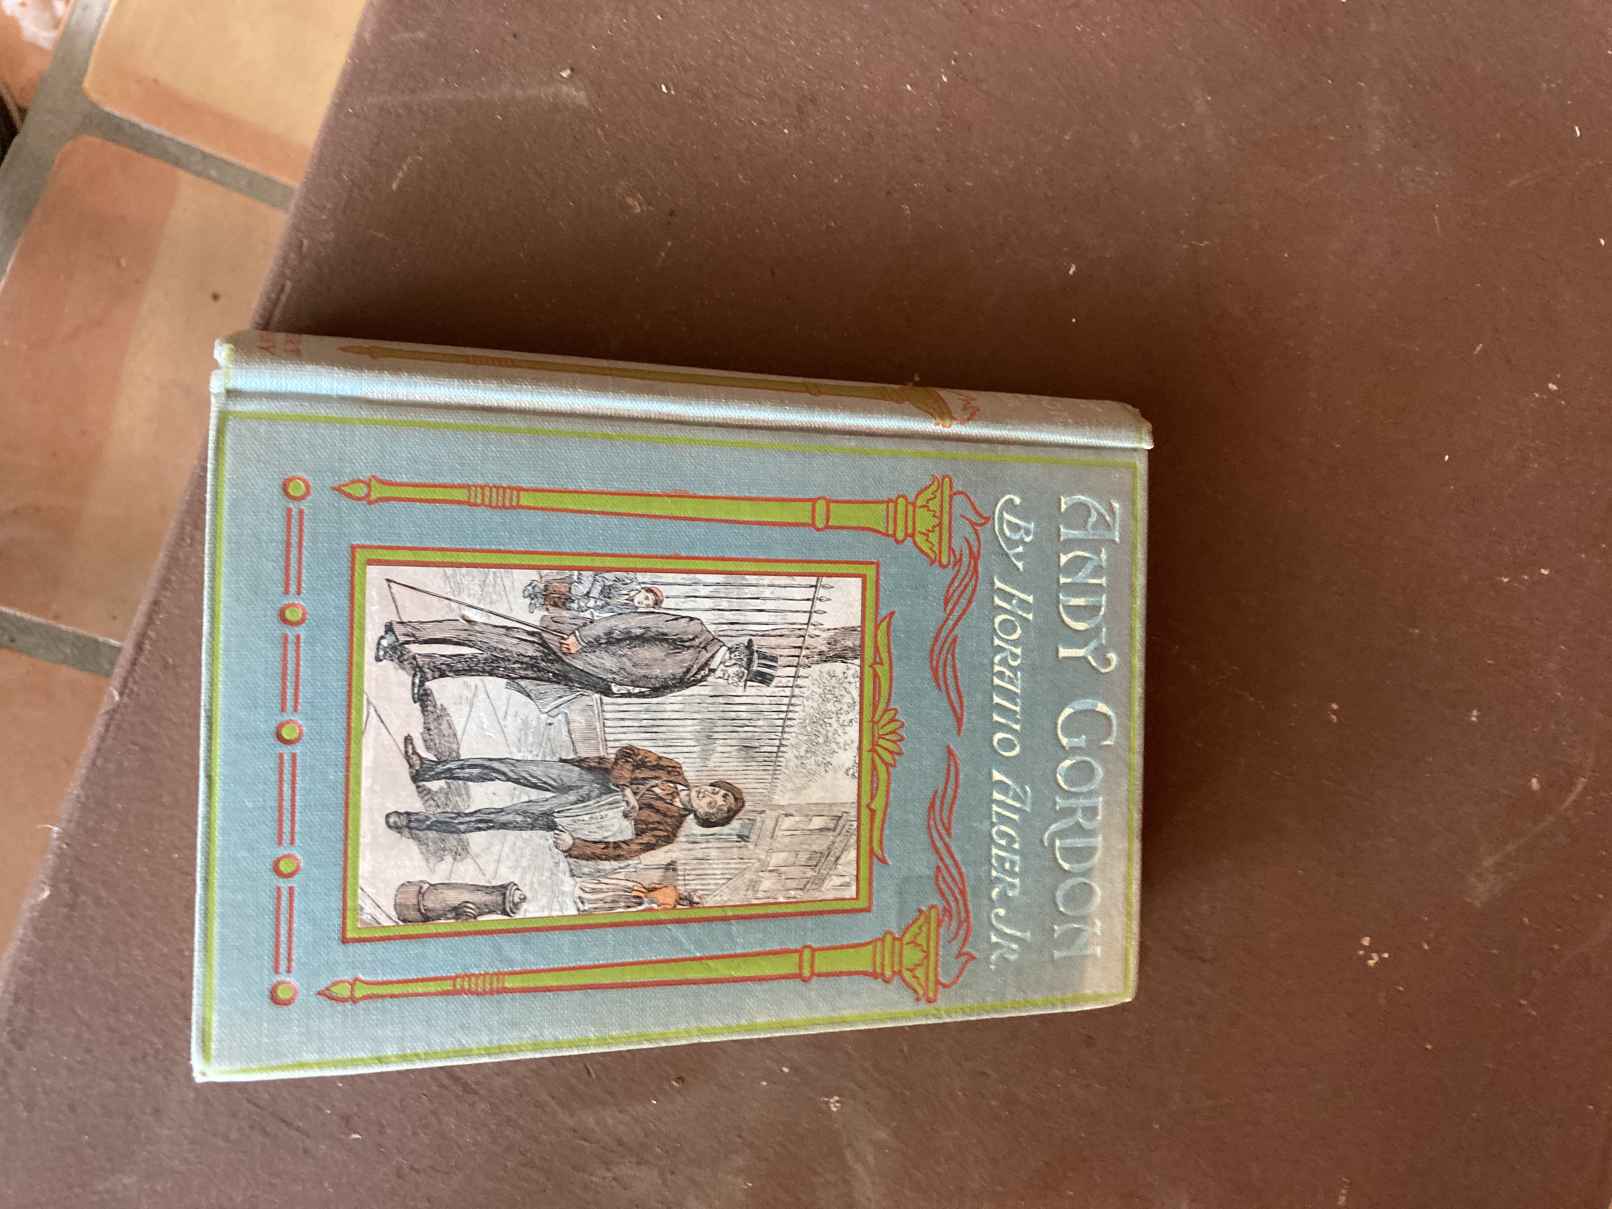 ANDY GORDON
BY HORATIO ALGER JR.